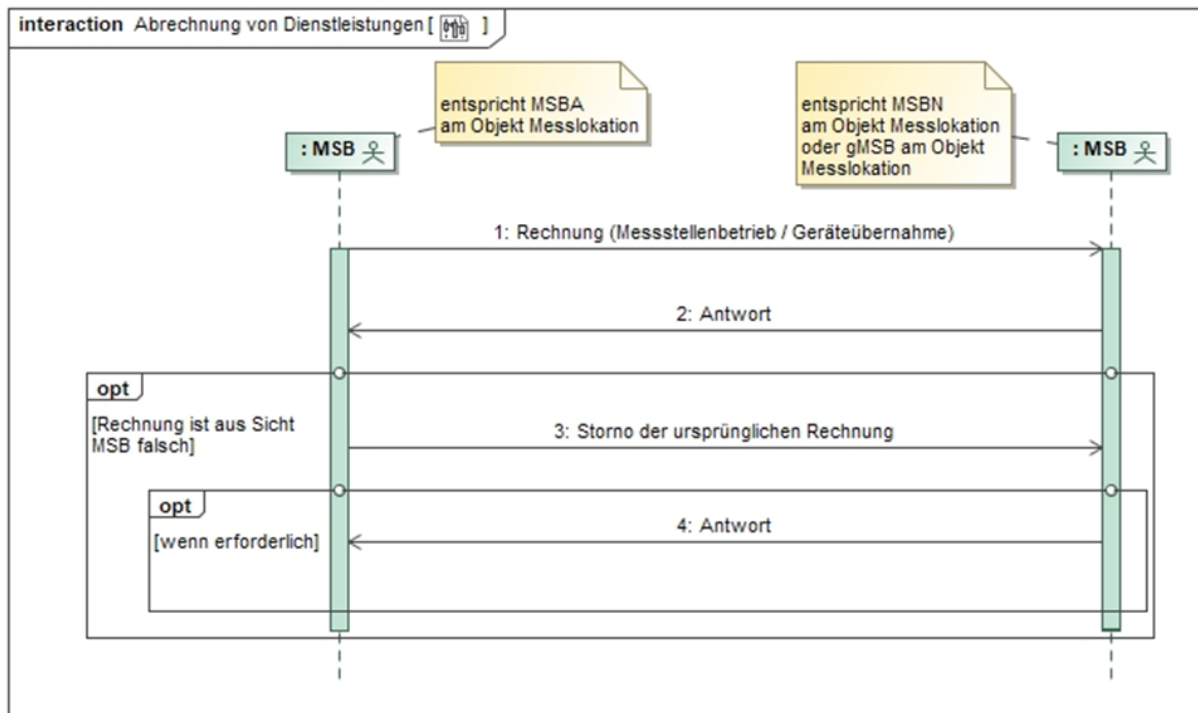 interaction Abrechnung von Dienstleistungen [ ]
entspricht MSBA
am Objekt Messlokation
entspricht MSBN
am Objekt Messlokation
oder gMSB am Objekt
Messlokation
: MSB
: MSB
1: Rechnung (Messstellenbetrieb / Geräteübernahme)
2: Antwort
opt
[Rechnung ist aus Sicht
MSB falsch]
3: Storno der ursprünglichen Rechnung
opt
[wenn erforderlich]
4: Antwort